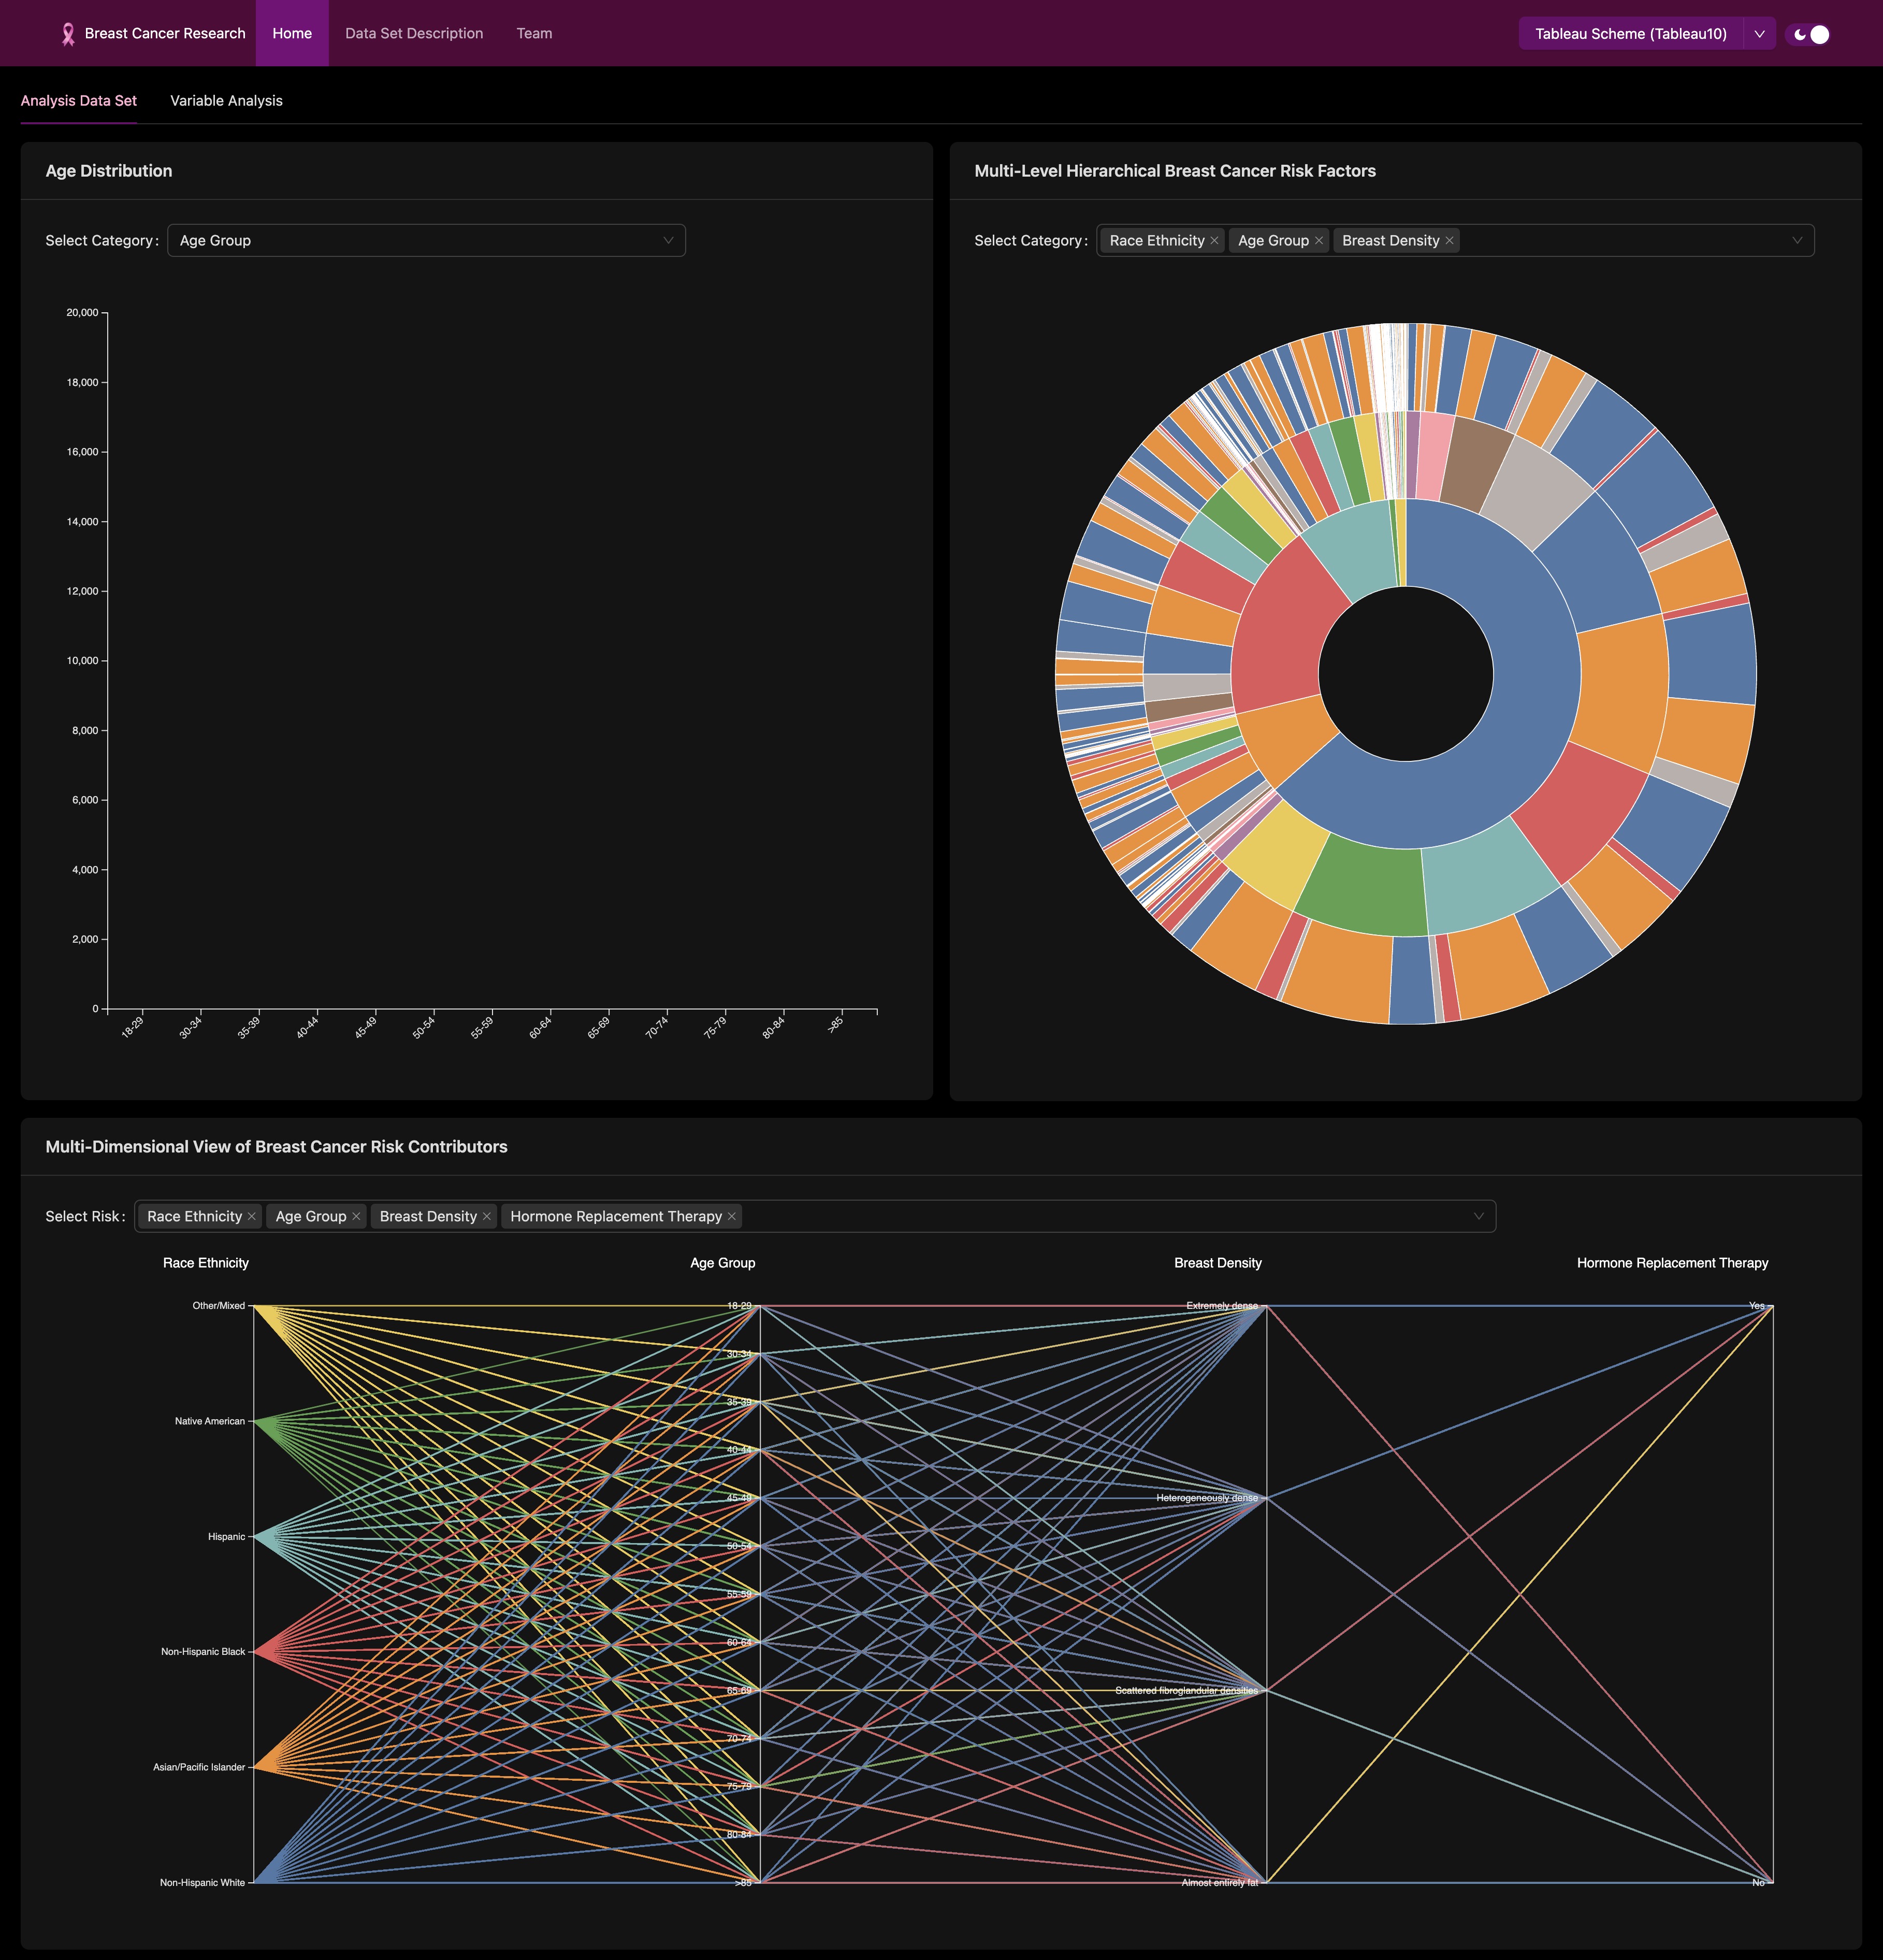 Breast Cancer Research
Home
Data Set Description
Team
Tableau Scheme (Tableau10)
Analysis Data Set
Variable Analysis
Age Distribution
Select Category:
Age Group
20,000
18,000
16,000
14,000
12,000
10,000
8,000
6,000
4,000
2,000
0
18-29
30-34
35-39
40-44
45-49
50-54
55-59
60-64
65-69
70-74
75-79
80-84
>85
Multi-Level Hierarchical Breast Cancer Risk Factors
Select Category:
Race Ethnicity
Age Group
Breast Density
Multi-Dimensional View of Breast Cancer Risk Contributors
Select Risk:
Race Ethnicity
Age Group
Breast Density
Hormone Replacement Therapy
Race Ethnicity
Other/Mixed
Native American
Hispanic
Non-Hispanic Black
Asian/Pacific Islander
Non-Hispanic White
Age Group
18-29
30-34
35-39
40-44
45-49
50-54
55-59
60-64
65-69
70-74
75-79
80-84
>85
Breast Density
Extremely dense
Heterogeneously dense
Scattered fibroglandular densities
Almost entirely fat
Hormone Replacement Therapy
Yes
No